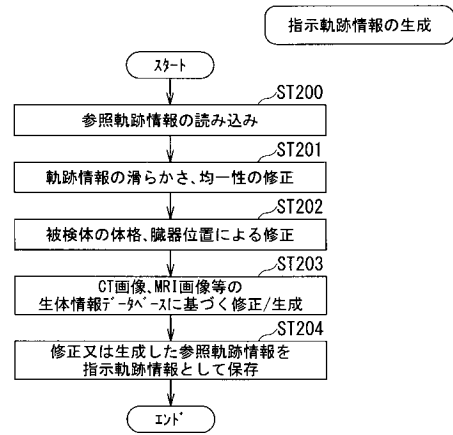 指示軌跡情報の生成
スタート
ST200
参照軌跡情報の読み込み
ST201
軌跡情報の滑らかさ、均一性の修正
ST202
被検体の体格、臓器位置による修正
ST203
CT画像、MRI画像等の
生体情報データベースに基づく修正/生成
ST204
修正又は生成した参照軌跡情報を
指示軌跡情報として保存
エンド